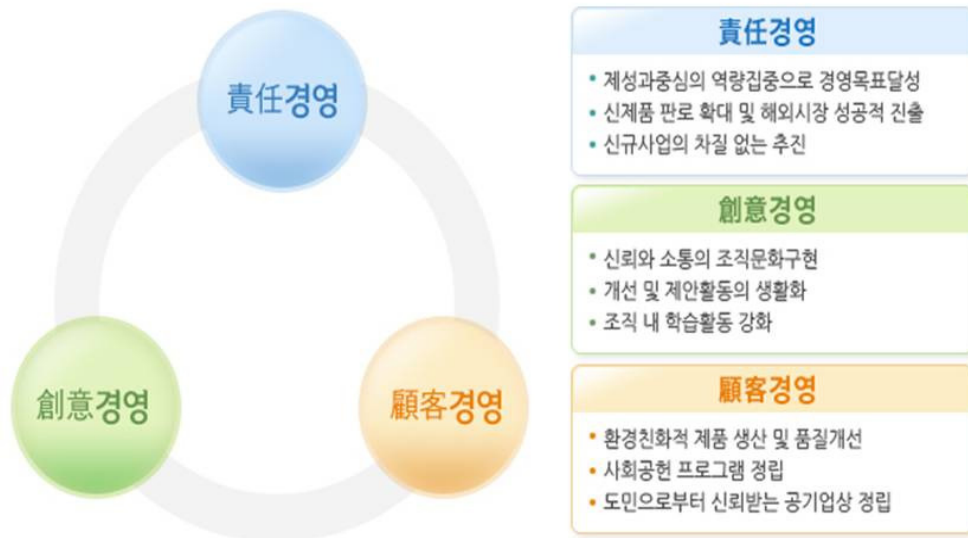 責任경영
創意경영
顧客경영
責任경영
• 제성과중심의 역량집중으로 경영목표달성
• 신제품 판로 확대 및 해외시장 성공적 진출
• 신규사업의 차질 없는 추진
創意경영
• 신뢰와 소통의 조직문화구현
• 개선 및 제안활동의 생활화
• 조직 내 학습활동 강화
顧客경영
• 환경친화적 제품 생산 및 품질개선
• 사회공헌 프로그램 정립
• 도민으로부터 신뢰받는 공기업상 정립